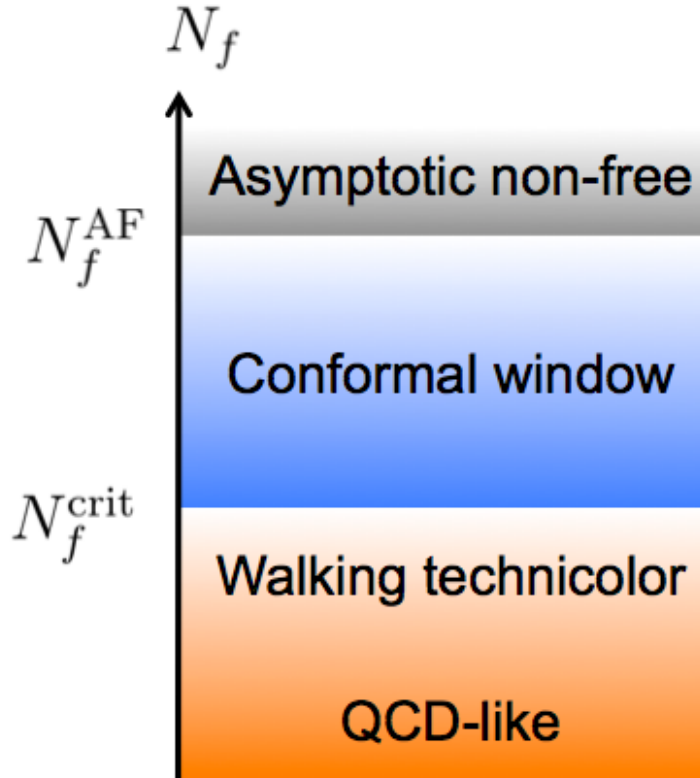 N_f
Asymptotic non-free
N_f^AF
Conformal window
N_f^crit
Walking technicolor
QCD-like